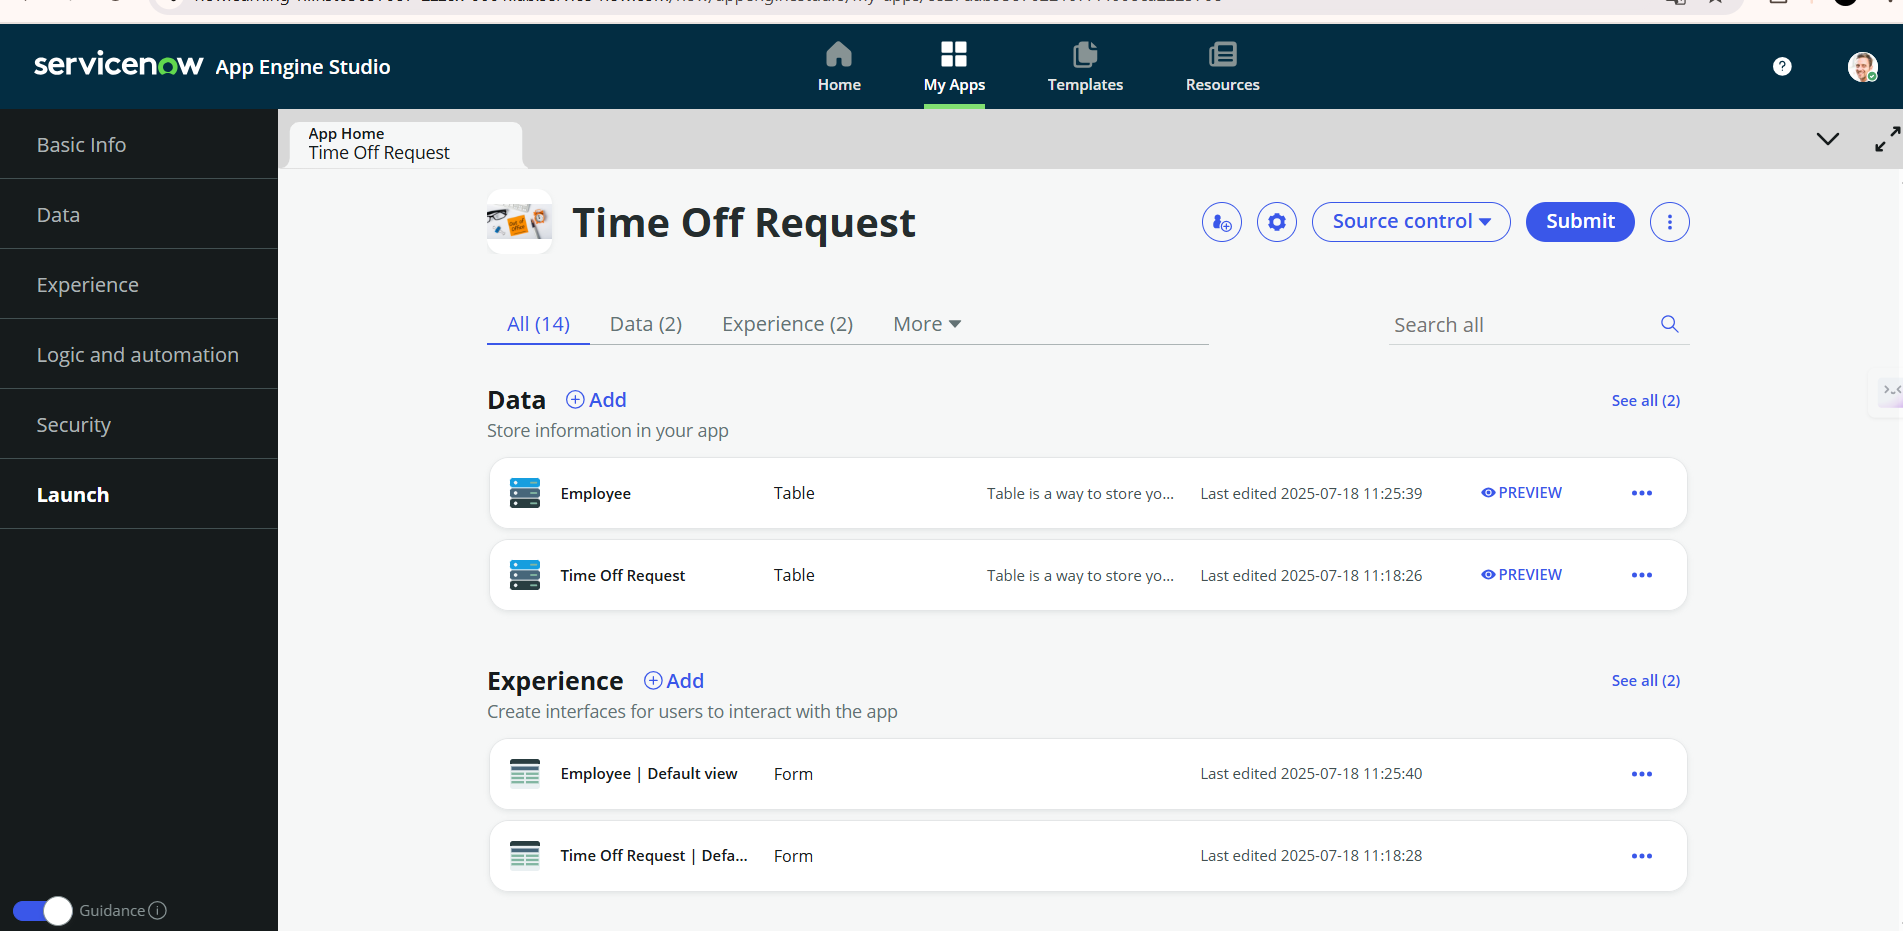 servicenow App Engine Studio
Home
My Apps
Templates
Resources
?
Basic Info
Data
Experience
Logic and automation
Security
Launch
Guidance
App Home
Time Off Request
Time Off Request
Source control
Submit
All (14)
Data (2)
Experience (2)
More
Search all
Data
Add
See all (2)
Store information in your app
Employee
Table
Table is a way to store yo...
Last edited 2025-07-18 11:25:39
PREVIEW
Time Off Request
Table
Table is a way to store yo...
Last edited 2025-07-18 11:18:26
PREVIEW
Experience
Add
See all (2)
Create interfaces for users to interact with the app
Employee | Default view
Form
Last edited 2025-07-18 11:25:40
Time Off Request | Defa...
Form
Last edited 2025-07-18 11:18:28